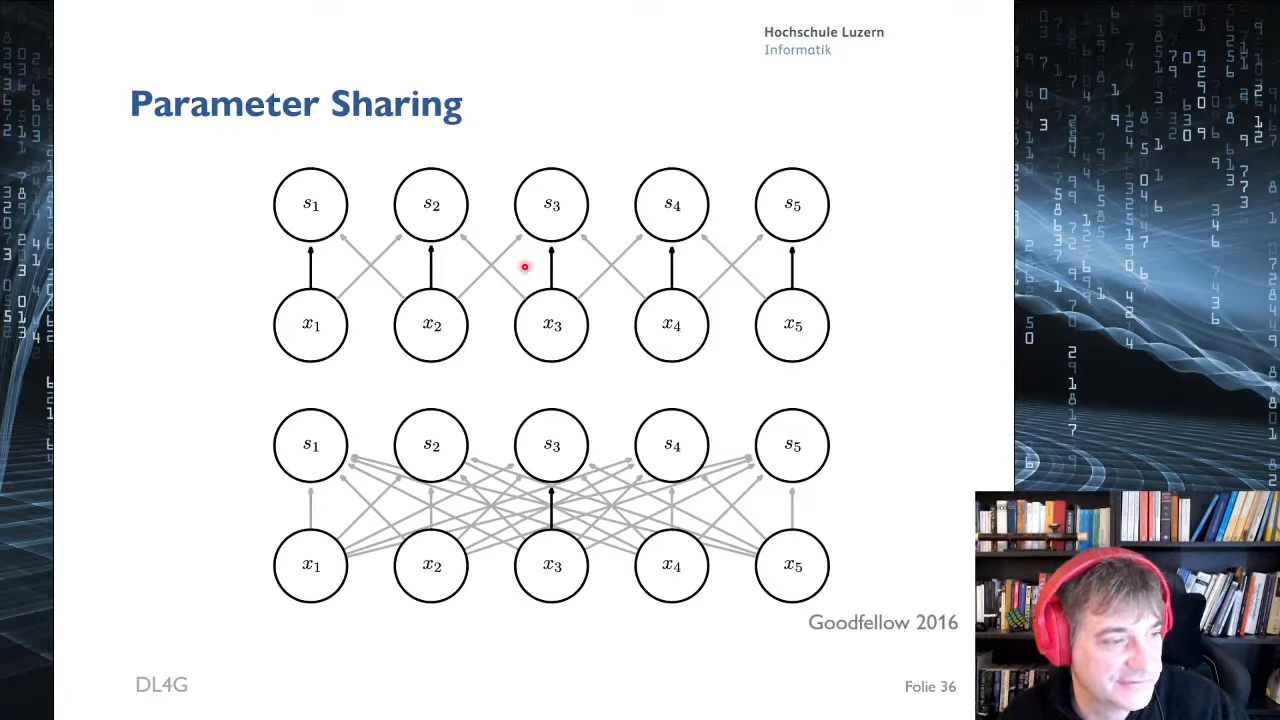 Hochschule Luzern
Informatik
Parameter Sharing
s1 s2 s3 s4 s5
x1 x2 x3 x4 x5
s1 s2 s3 s4 s5
x1 x2 x3 x4 x5
Goodfellow 2016
DL4G
Folie 36